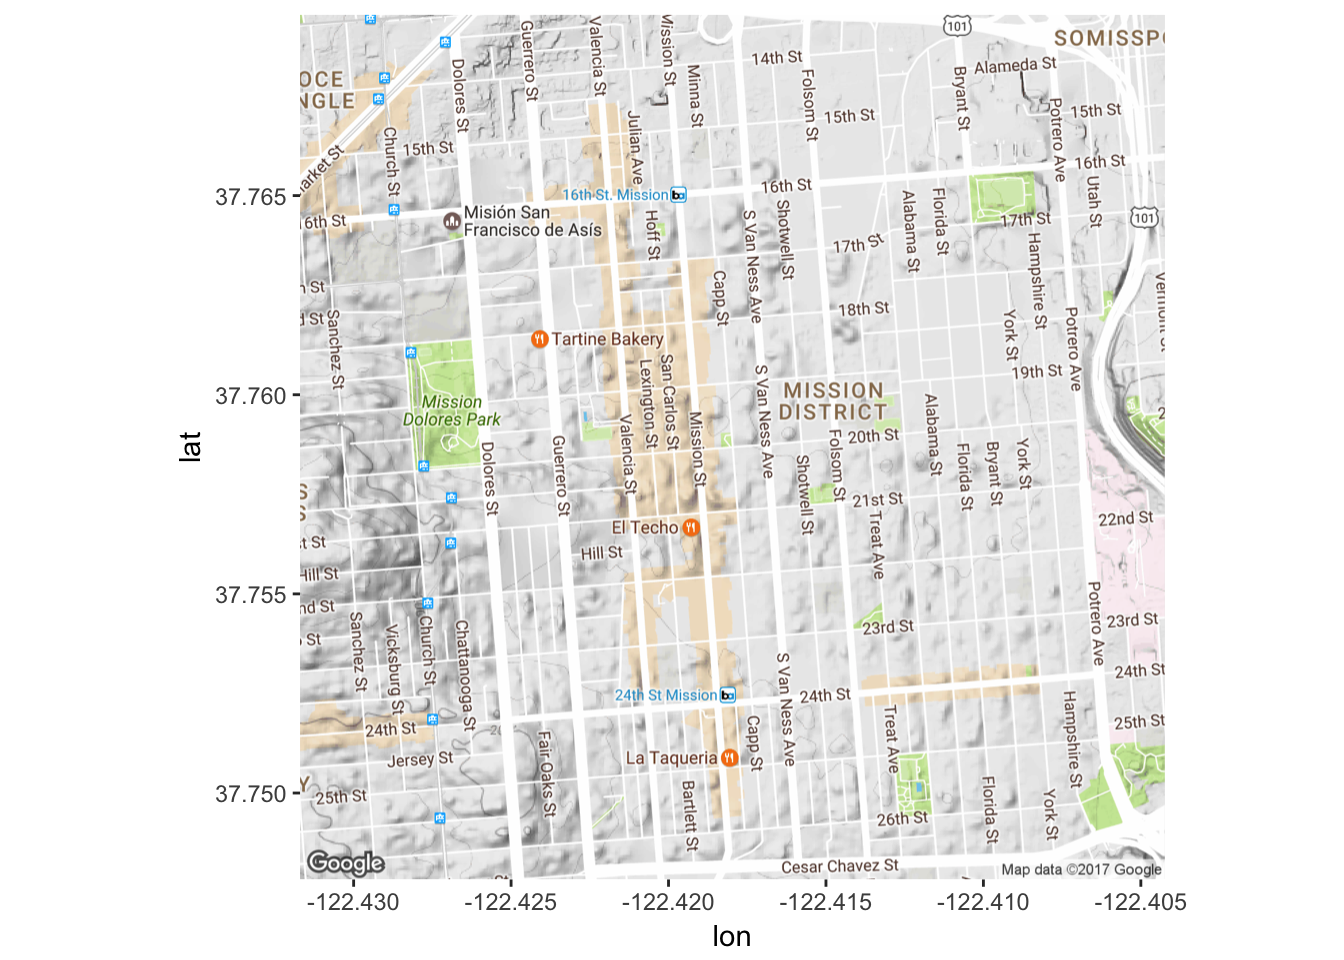 101
SOMISSPO
14th St
Alameda St
OCE
NGLE
Dolores St
Guerrero St
Valencia St
Mission St
Minna St
Folsom St
Bryant St
Potrero Ave
15th St
15th St
Julian Ave
Church St
15th St
arket St
16th St
16th St. Mission
16th St
Utah St
6th St
Misión San
Francisco de Asís
Hoff St
S Van Ness Ave
Shotwell St
Alabama St
Florida St
17th St
101
17th St
Hampshire St
h St
Capp St
18th St
Vermont St
d St
Sanchez St
Tartine Bakery
York St
Potrero Ave
19th St
37.765
37.760
37.755
37.750
lat
Mission
Dolores Park
Lexington St
San Carlos St
S Van Ness Ave
MISSION
DISTRICT
Alabama St
2
Dolores St
Guerrero St
Valencia St
Mission St
Folsom St
20th St
Florida St
Bryant St
York St
Shotwell St
21st St
S
S
22nd St
El Techo
Treat Ave
t St
Hill St
Hill St
nd St
Potrero Ave
Sanchez St
Vicksburg St
Church St
Chattanooga St
23rd St
23rd St
St
S Van Ness Ave
24th St
24th St Mission
24th St
Hampshire St
24th St
25th St
Capp St
Treat Ave
Jersey St
Fair Oaks St
La Taqueria
Y
25th St
Bartlett St
Florida St
York St
26th St
Cesar Chavez St
Google
Map data ©2017 Google
-122.430
-122.425
-122.420
-122.415
-122.410
-122.405
lon